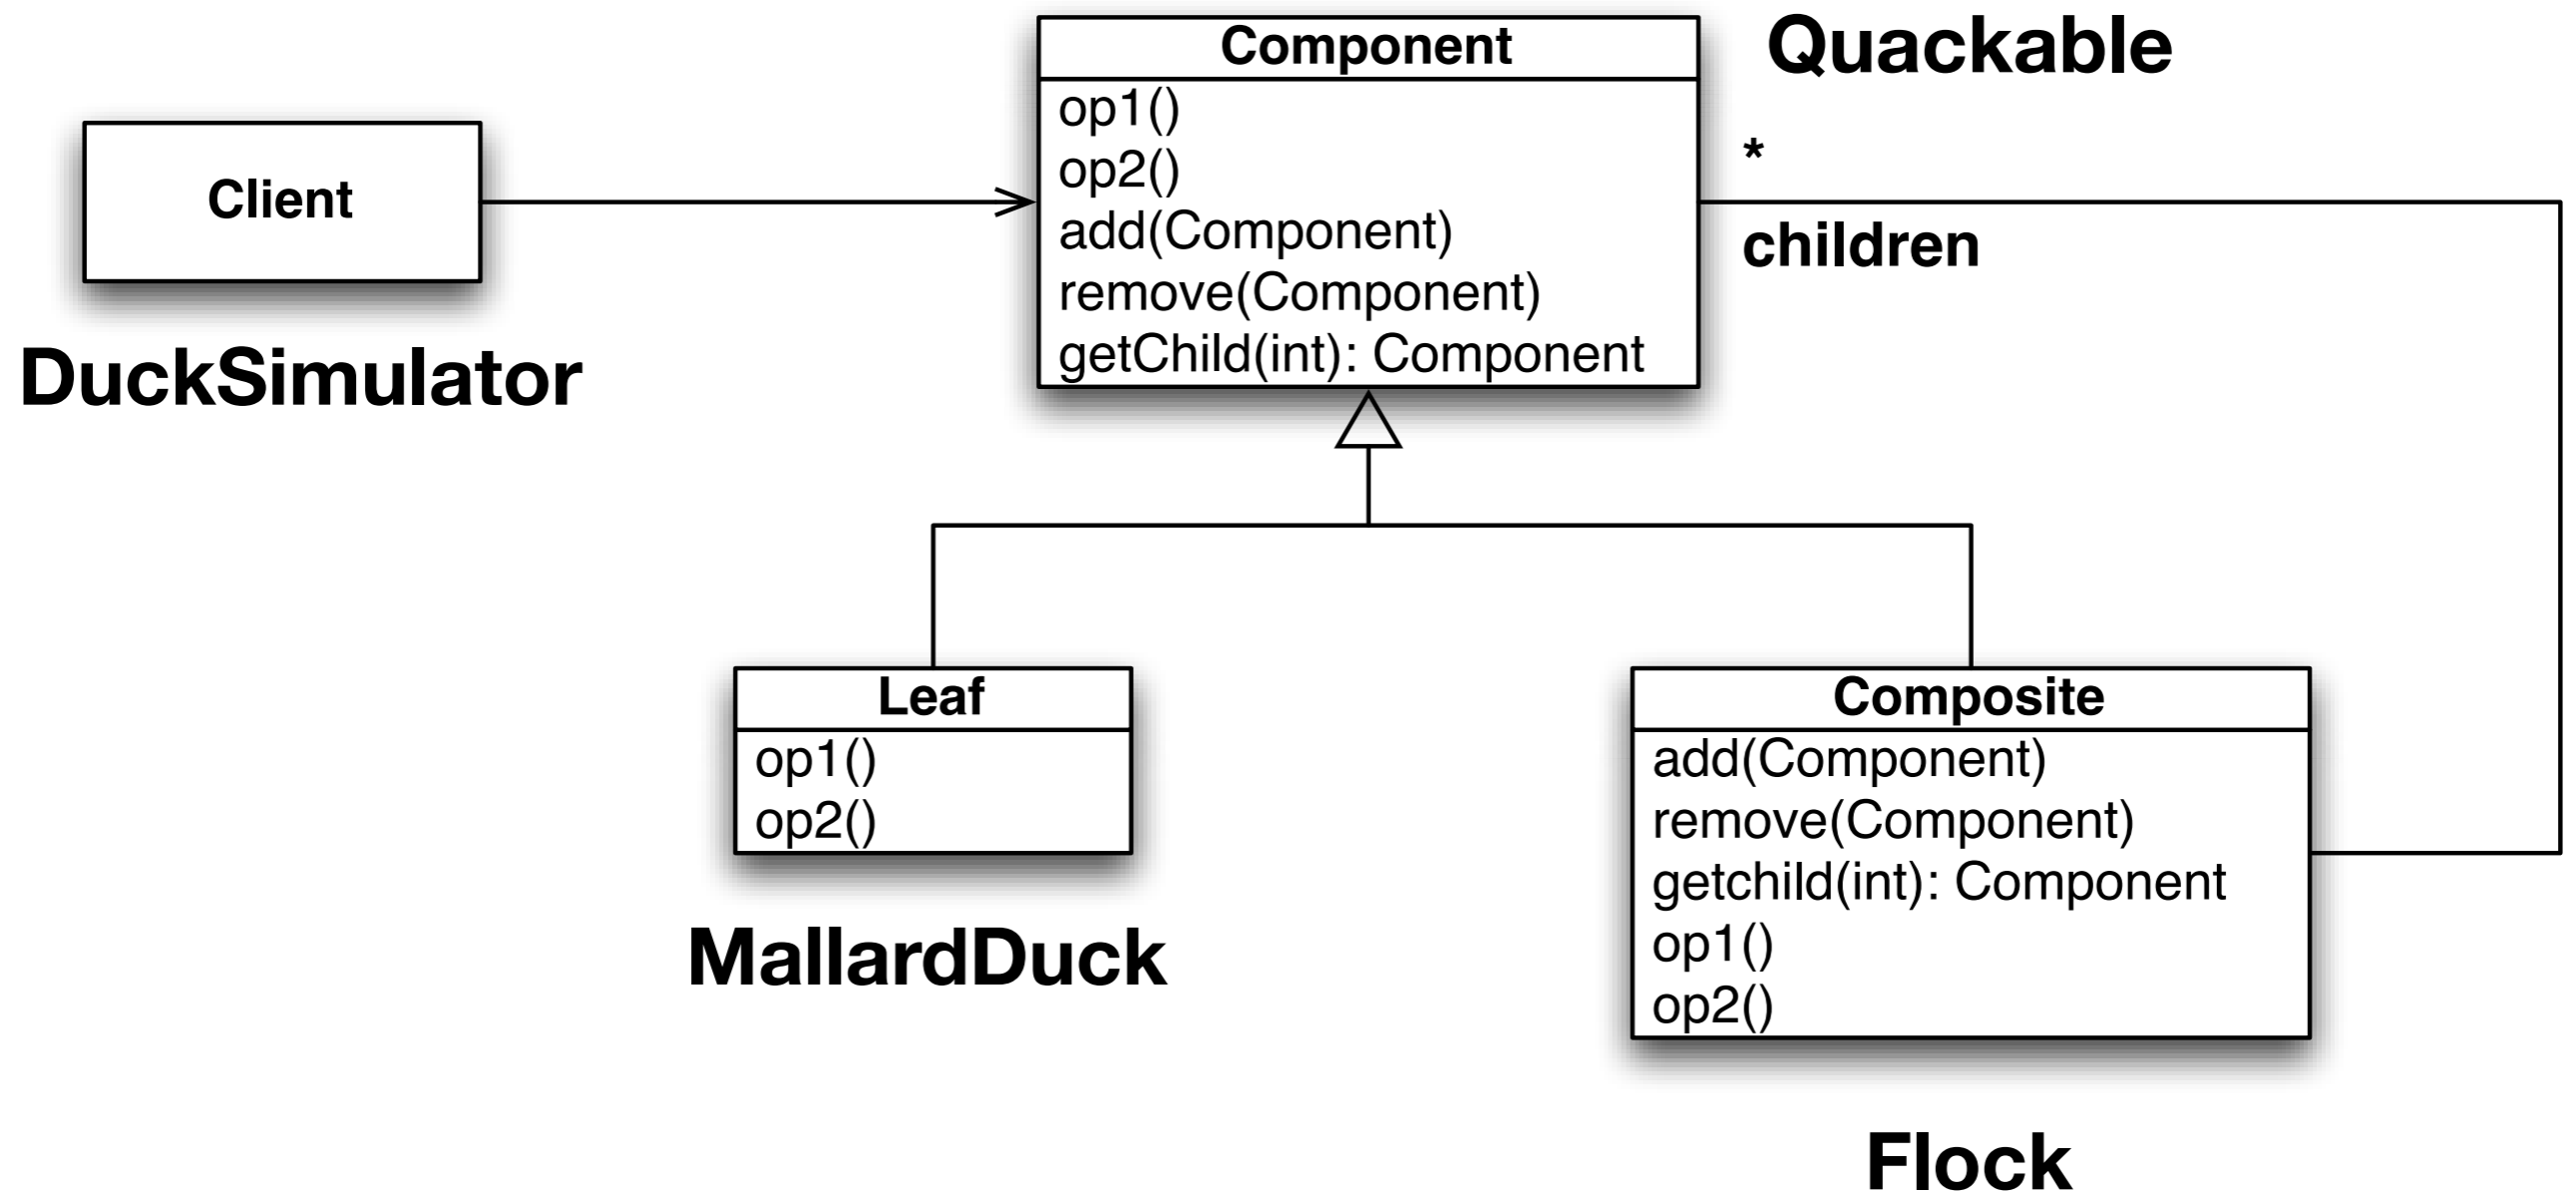 Component
op1()
op2()
add(Component)
remove(Component)
getChild(int): Component
Quackable
*
children
Client
DuckSimulator
Leaf
op1()
op2()
MallardDuck
Composite
add(Component)
remove(Component)
getchild(int): Component
op1()
op2()
Flock